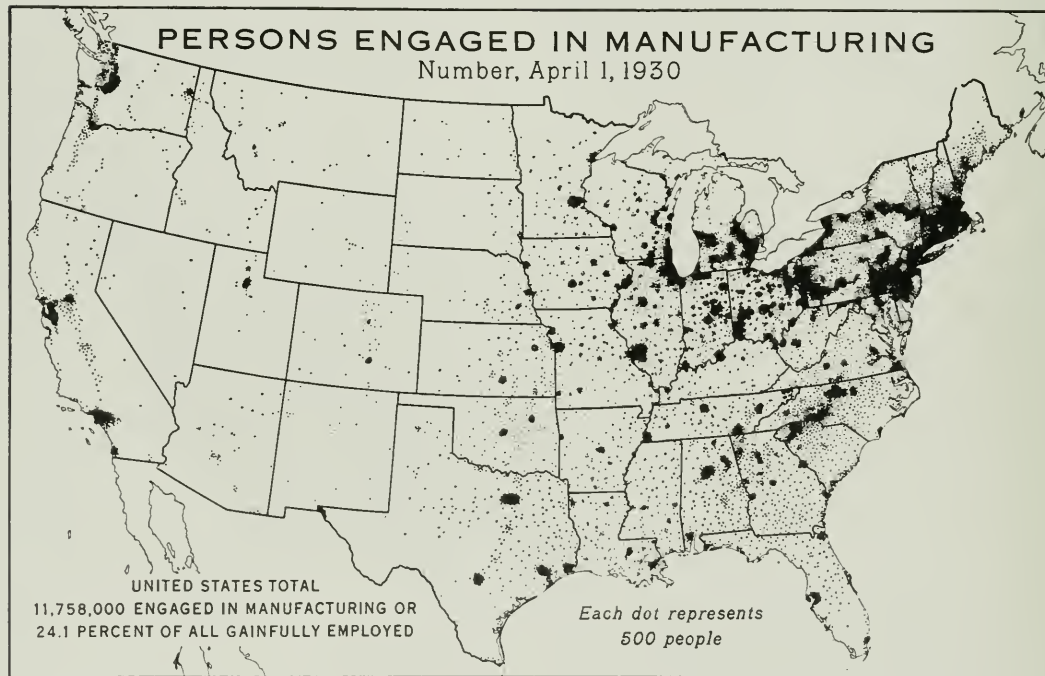 PERSONS ENGAGED IN MANUFACTURING
Number, April 1, 1930
UNITED STATES TOTAL
11,758,000 ENGAGED IN MANUFACTURING OR
24.1 PERCENT OF ALL GAINFULLY EMPLOYED
Each dot represents
500 people